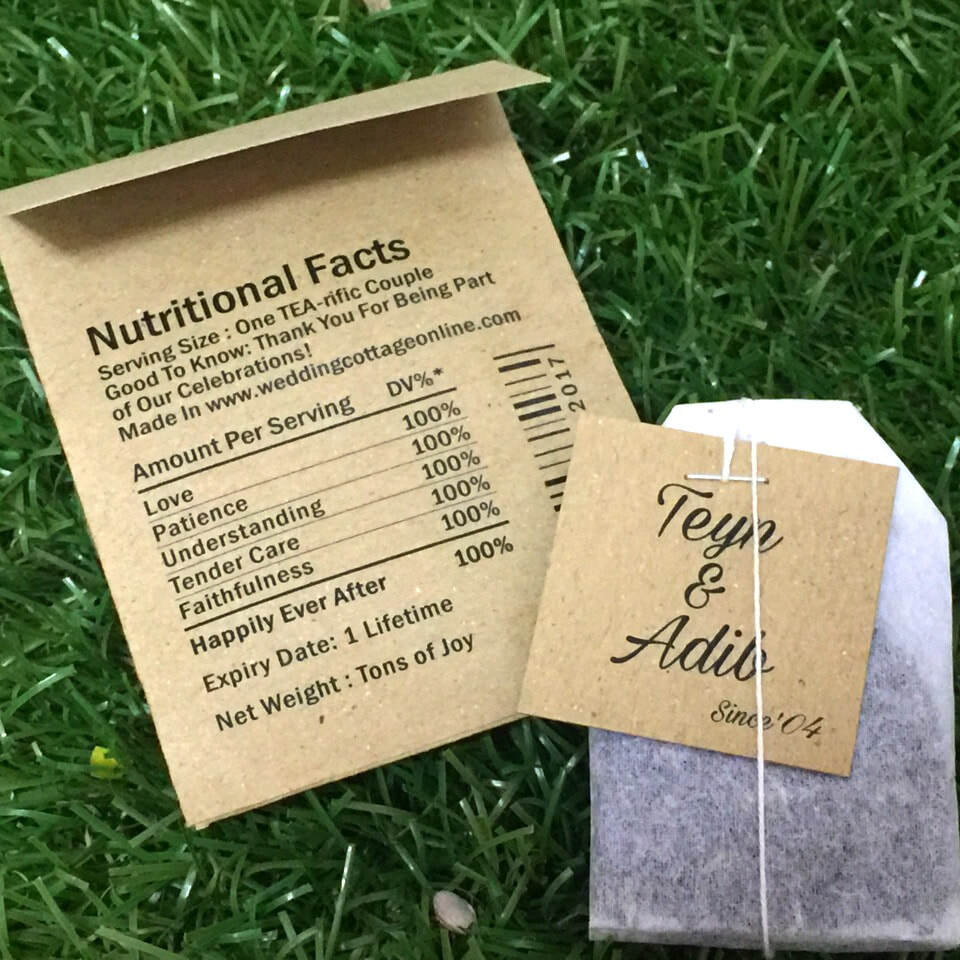 Nutritional Facts
Serving Size : One TEA-rific Couple
Good To Know: Thank You For Being Part
of Our Celebrations!
Made In www.weddingcottageonline.com
Amount Per Serving DV%*
Love 100%
Patience 100%
Understanding 100%
Tender Care 100%
Faithfulness 100%
Happily Ever After 100%
Expiry Date: 1 Lifetime
Net Weight : Tons of Joy
2017
Teyn
&
Adib
Since'04